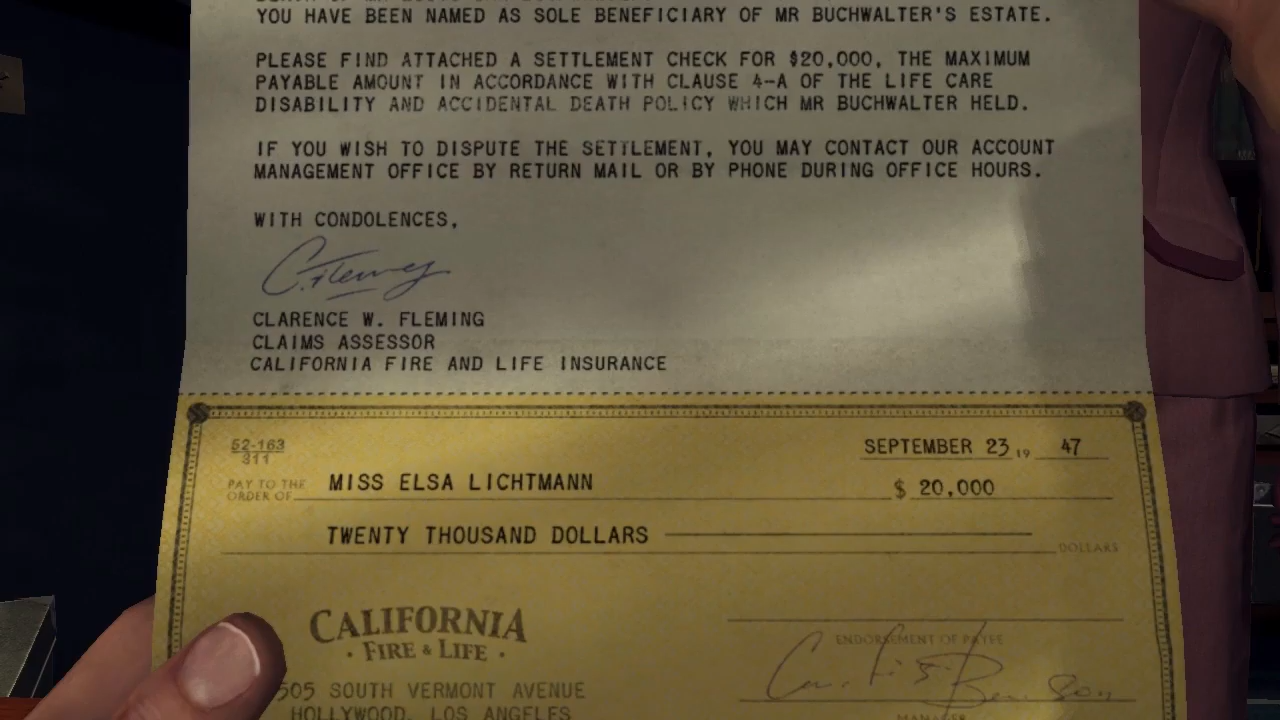 YOU HAVE BEEN NAMED AS SOLE BENEFICIARY OF MR BUCHWALTER'S ESTATE.
PLEASE FIND ATTACHED A SETTLEMENT CHECK FOR $20,000, THE MAXIMUM
PAYABLE AMOUNT IN ACCORDANCE WITH CLAUSE 4-A OF THE LIFE CARE
DISABILITY AND ACCIDENTAL DEATH POLICY WHICH MR BUCHWALTER HELD.
IF YOU WISH TO DISPUTE THE SETTLEMENT, YOU MAY CONTACT OUR ACCOUNT
MANAGEMENT OFFICE BY RETURN MAIL OR BY PHONE DURING OFFICE HOURS.
WITH CONDOLENCES,
C. Fleming
CLARENCE W. FLEMING
CLAIMS ASSESSOR
CALIFORNIA FIRE AND LIFE INSURANCE
52-163
311
SEPTEMBER 23, 19 47
PAY TO THE
ORDER OF MISS ELSA LICHTMANN $ 20,000
TWENTY THOUSAND DOLLARS
DOLLARS
CALIFORNIA
· FIRE & LIFE ·
ENDORSEMENT OF PAYEE
505 SOUTH VERMONT AVENUE
HOLLYWOOD, LOS ANGELES
MANAGER